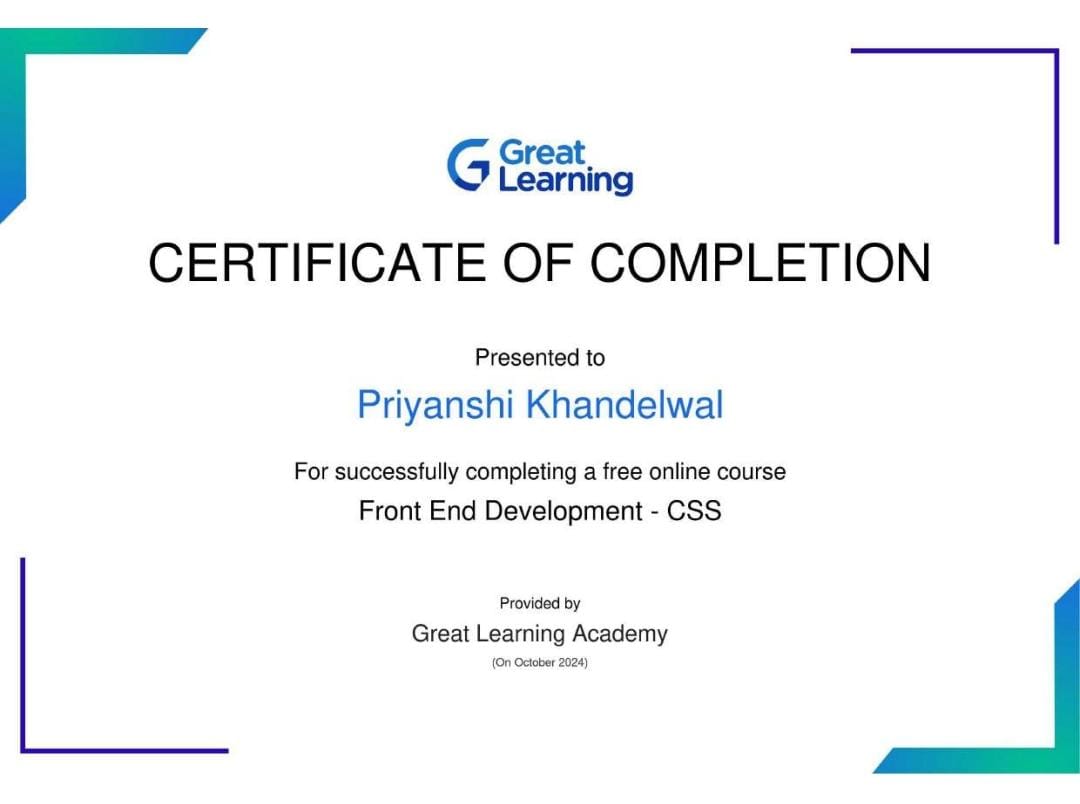 Great
Learning
CERTIFICATE OF COMPLETION
Presented to
Priyanshi Khandelwal
For successfully completing a free online course
Front End Development - CSS
Provided by
Great Learning Academy
(On October 2024)